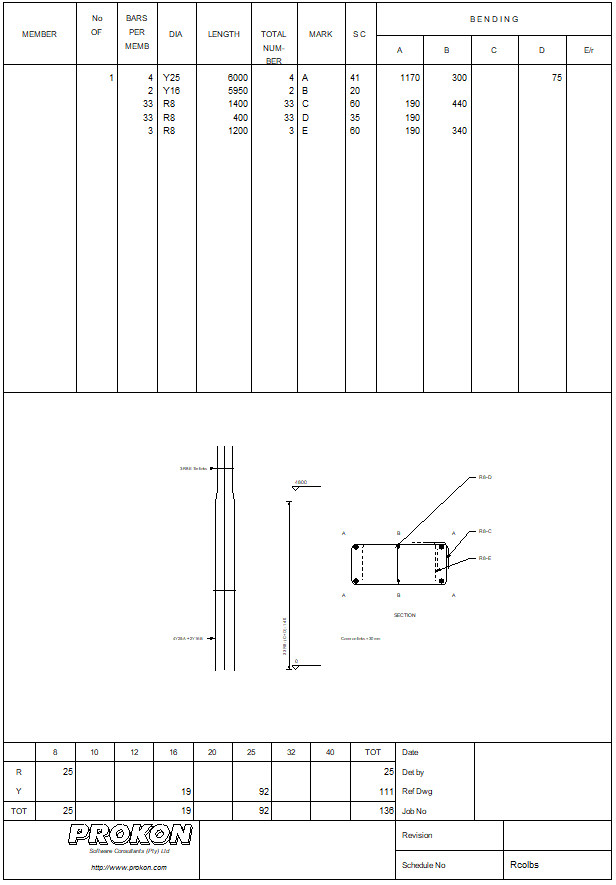 MEMBER No OF BARS PER MEMB DIA LENGTH TOTAL NUM- BER MARK S C BENDING
A B C D E/r
1 4 Y25 6000 4 A 41 1170 300 75
2 Y16 5950 2 B 20
33 R8 1400 33 C 60 190 440
33 R8 400 33 D 35 190
3 R8 1200 3 E 60 190 340
4800
R8-D
A B A
R8-C
R8-E
A B A
SECTION
0
8 10 12 16 20 25 32 40 TOT Date
R 25 25 Det by
Y 19 92 111 Ref Dwg
TOT 25 19 92 136 Job No
PROKON
Software Consultants (Pty) Ltd
http://www.prokon.com
Revision
Schedule No Rcolbs